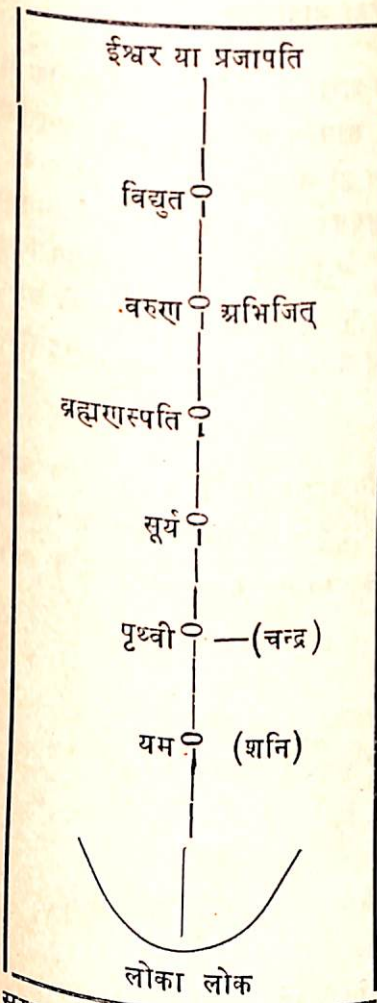 ईश्वर या प्रजापति
विद्युत
वरुण अभिजित्
ब्रह्मणस्पति
सूर्य
पृथ्वी —(चन्द्र)
यम (शनि)
लोका लोक